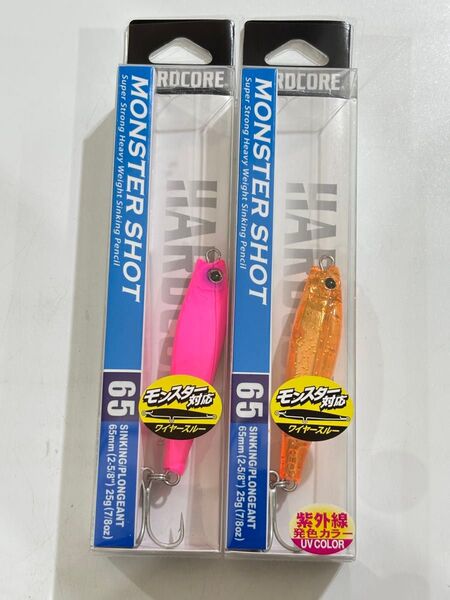 RDCORE
MONSTER SHOT
Super Strong Heavy Weight Sinking Pencil
HARDCO
65
SINKING/PLONGEANT
65mm (2-5/8") 25g (7/8oz)
モンスター対応
ワイヤースルー
RDCORE
MONSTER SHOT
Super Strong Heavy Weight Sinking Pencil
HARDC
65
SINKING/PLONGEANT
65mm (2-5/8") 25g (7/8oz)
モンスター対応
ワイヤースルー
紫外線
発色カラー
UV COLOR